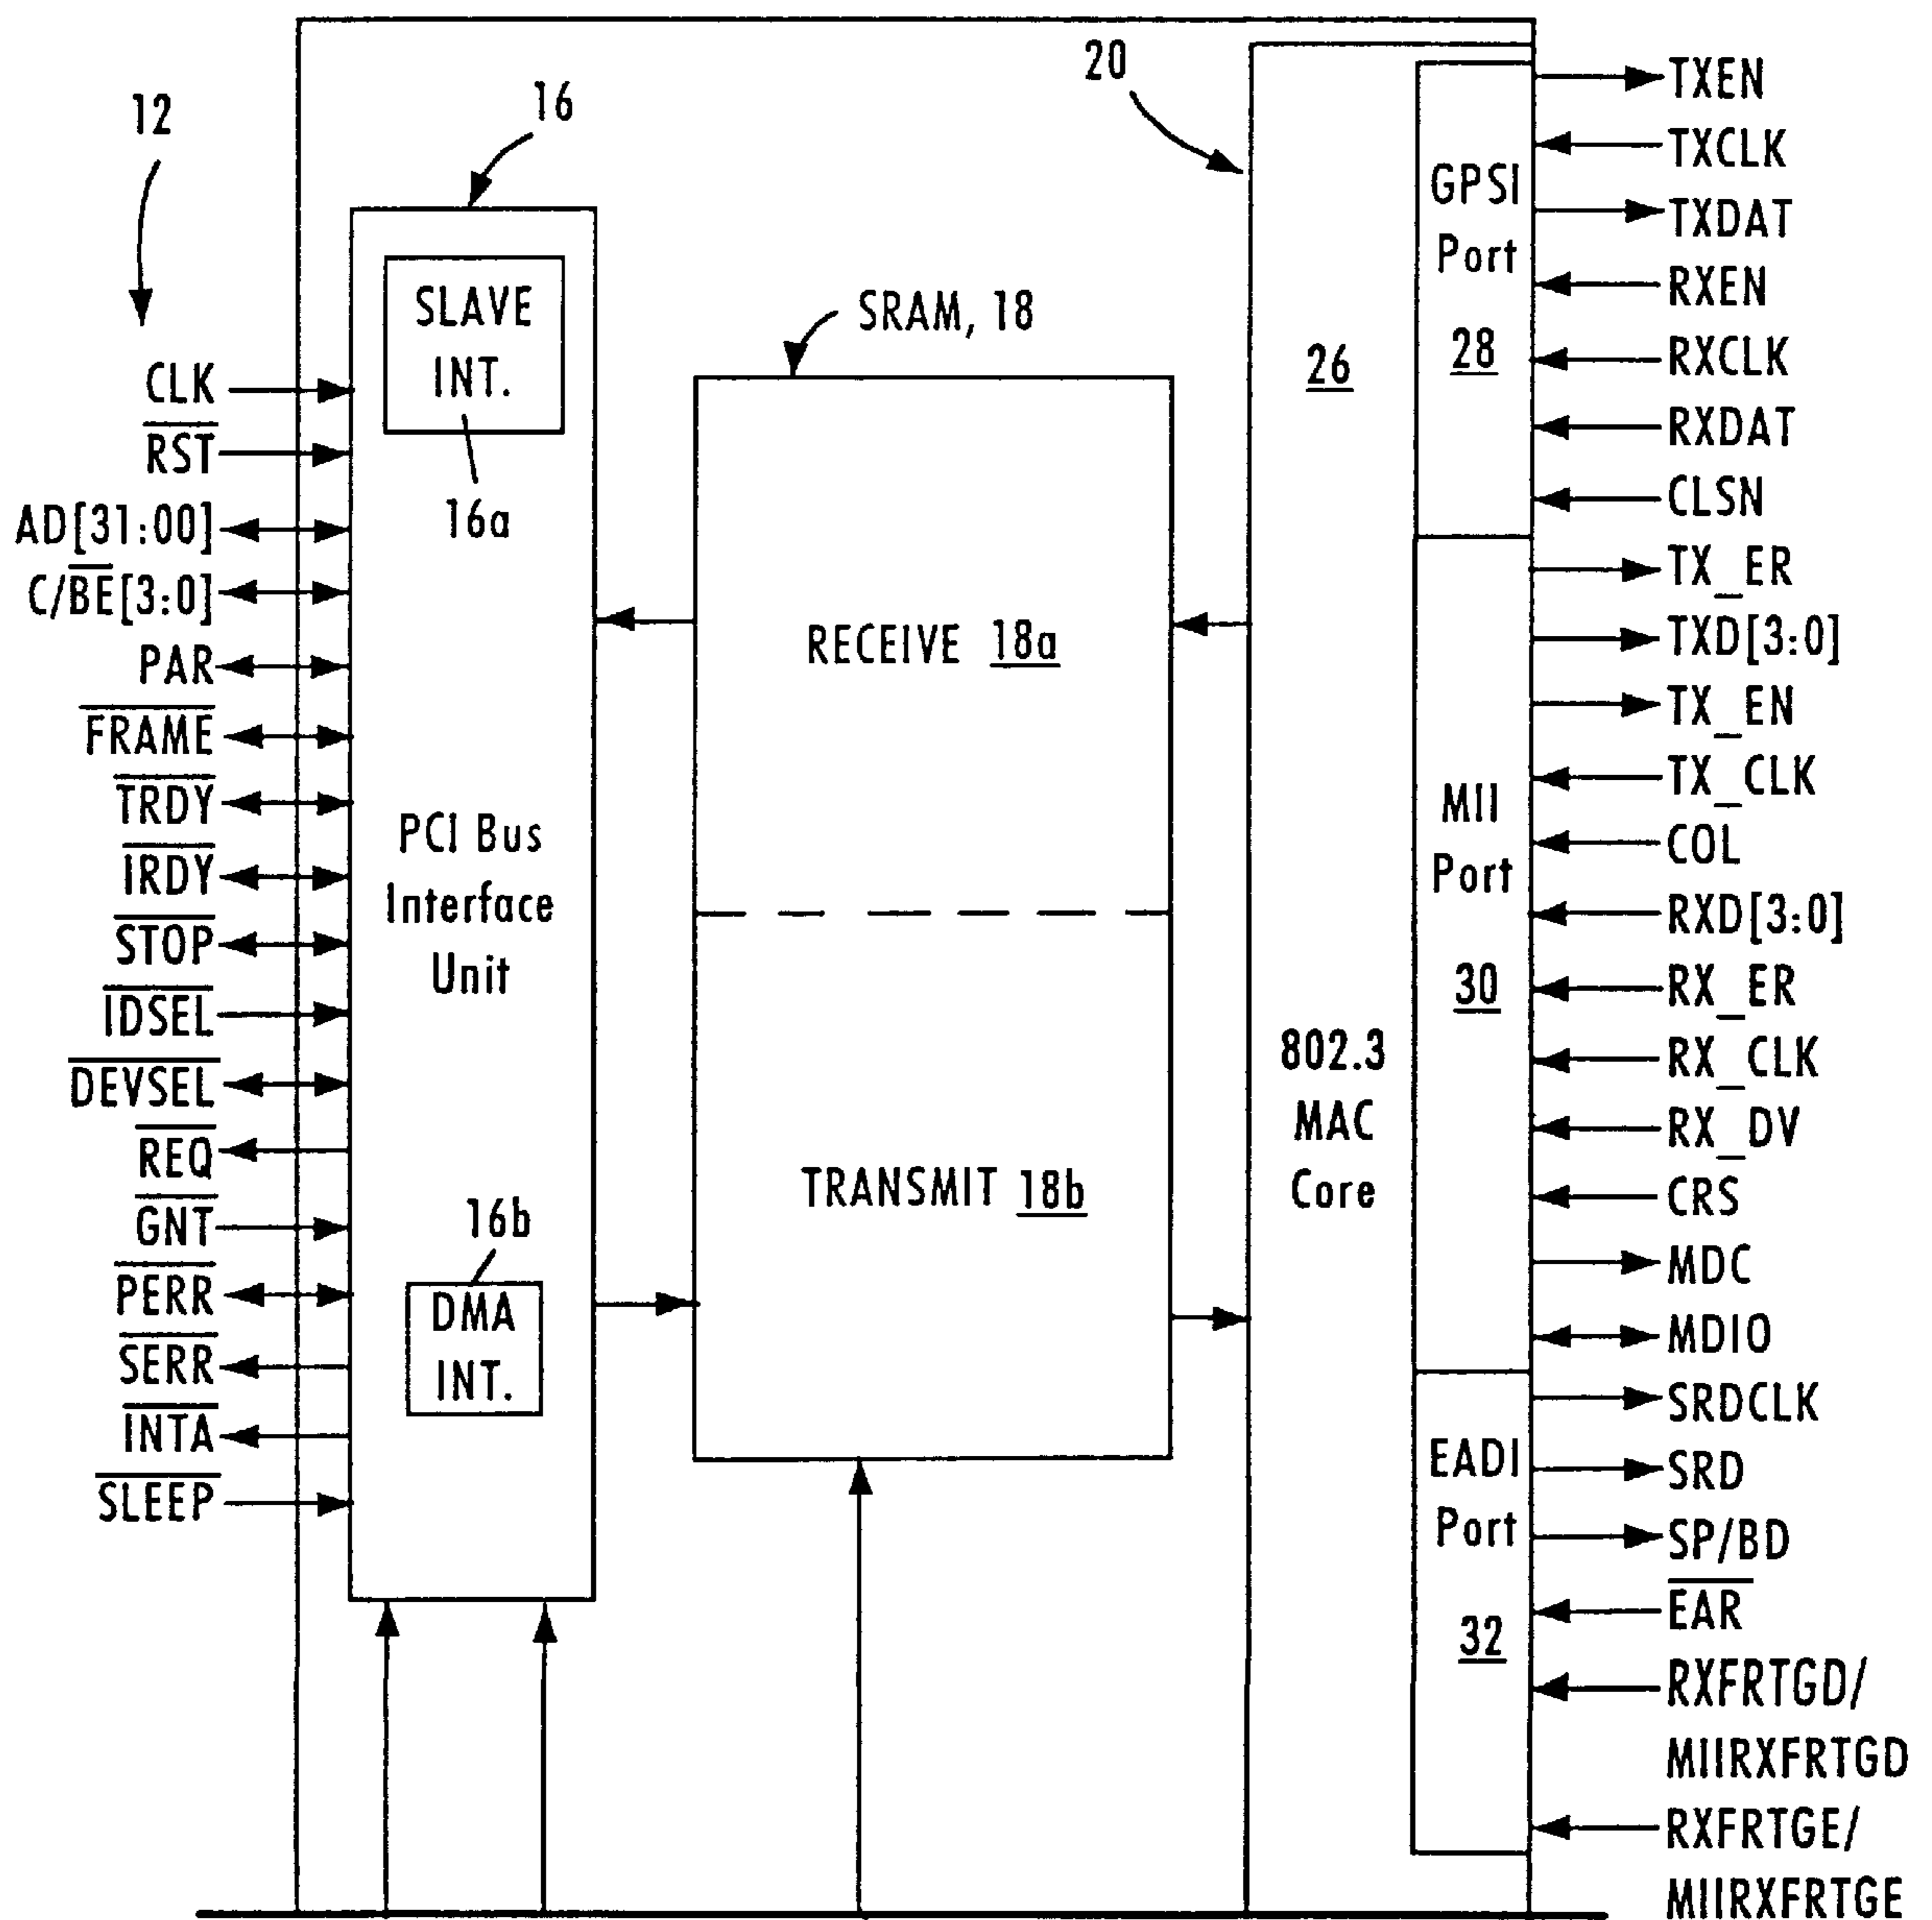 12
16
20
SLAVE
INT.
16a
SRAM, 18
CLK
RST
AD[31:00]
C/BE[3:0]
PAR
FRAME
TRDY
IRDY
STOP
IDSEL
DEVSEL
REQ
GNT
PERR
SERR
INTA
SLEEP
PCI Bus
Interface
Unit
16b
DMA
INT.
RECEIVE 18a
TRANSMIT 18b
26
802.3
MAC
Core
GPSI
Port
28
MII
Port
30
EADI
Port
32
TXEN
TXCLK
TXDAT
RXEN
RXCLK
RXDAT
CLSN
TX_ER
TXD[3:0]
TX_EN
TX_CLK
COL
RXD[3:0]
RX_ER
RX_CLK
RX_DV
CRS
MDC
MDIO
SRDCLK
SRD
SP/BD
EAR
RXFRTGD/
MIIRXFRTGD
RXFRTGE/
MIIRXFRTGE